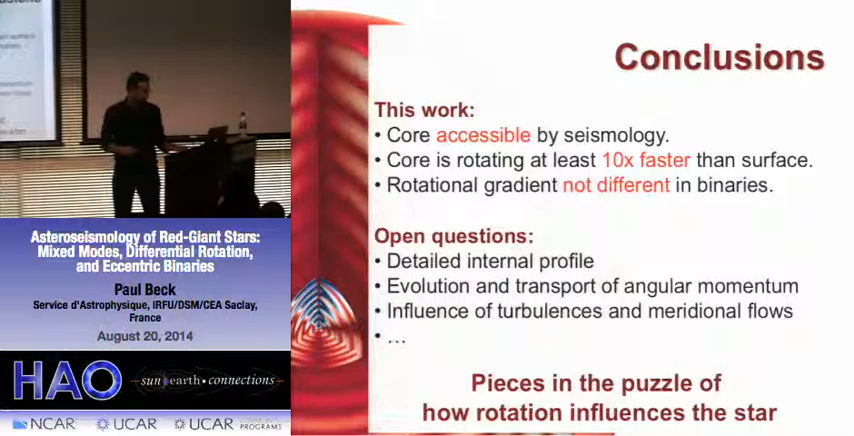 Conclusions
This work:
• Core accessible by seismology.
• Core is rotating at least 10x faster than surface.
• Rotational gradient not different in binaries.
Open questions:
• Detailed internal profile
• Evolution and transport of angular momentum
• Influence of turbulences and meridional flows
• ...
Pieces in the puzzle of
how rotation influences the star
Asteroseismology of Red-Giant Stars:
Mixed Modes, Differential Rotation,
and Eccentric Binaries
Paul Beck
Service d'Astrophysique, IRFU/DSM/CEA Saclay,
France
August 20, 2014
HAO
sun earth • connections
NCAR
UCAR
UCAR
PROGRAMS